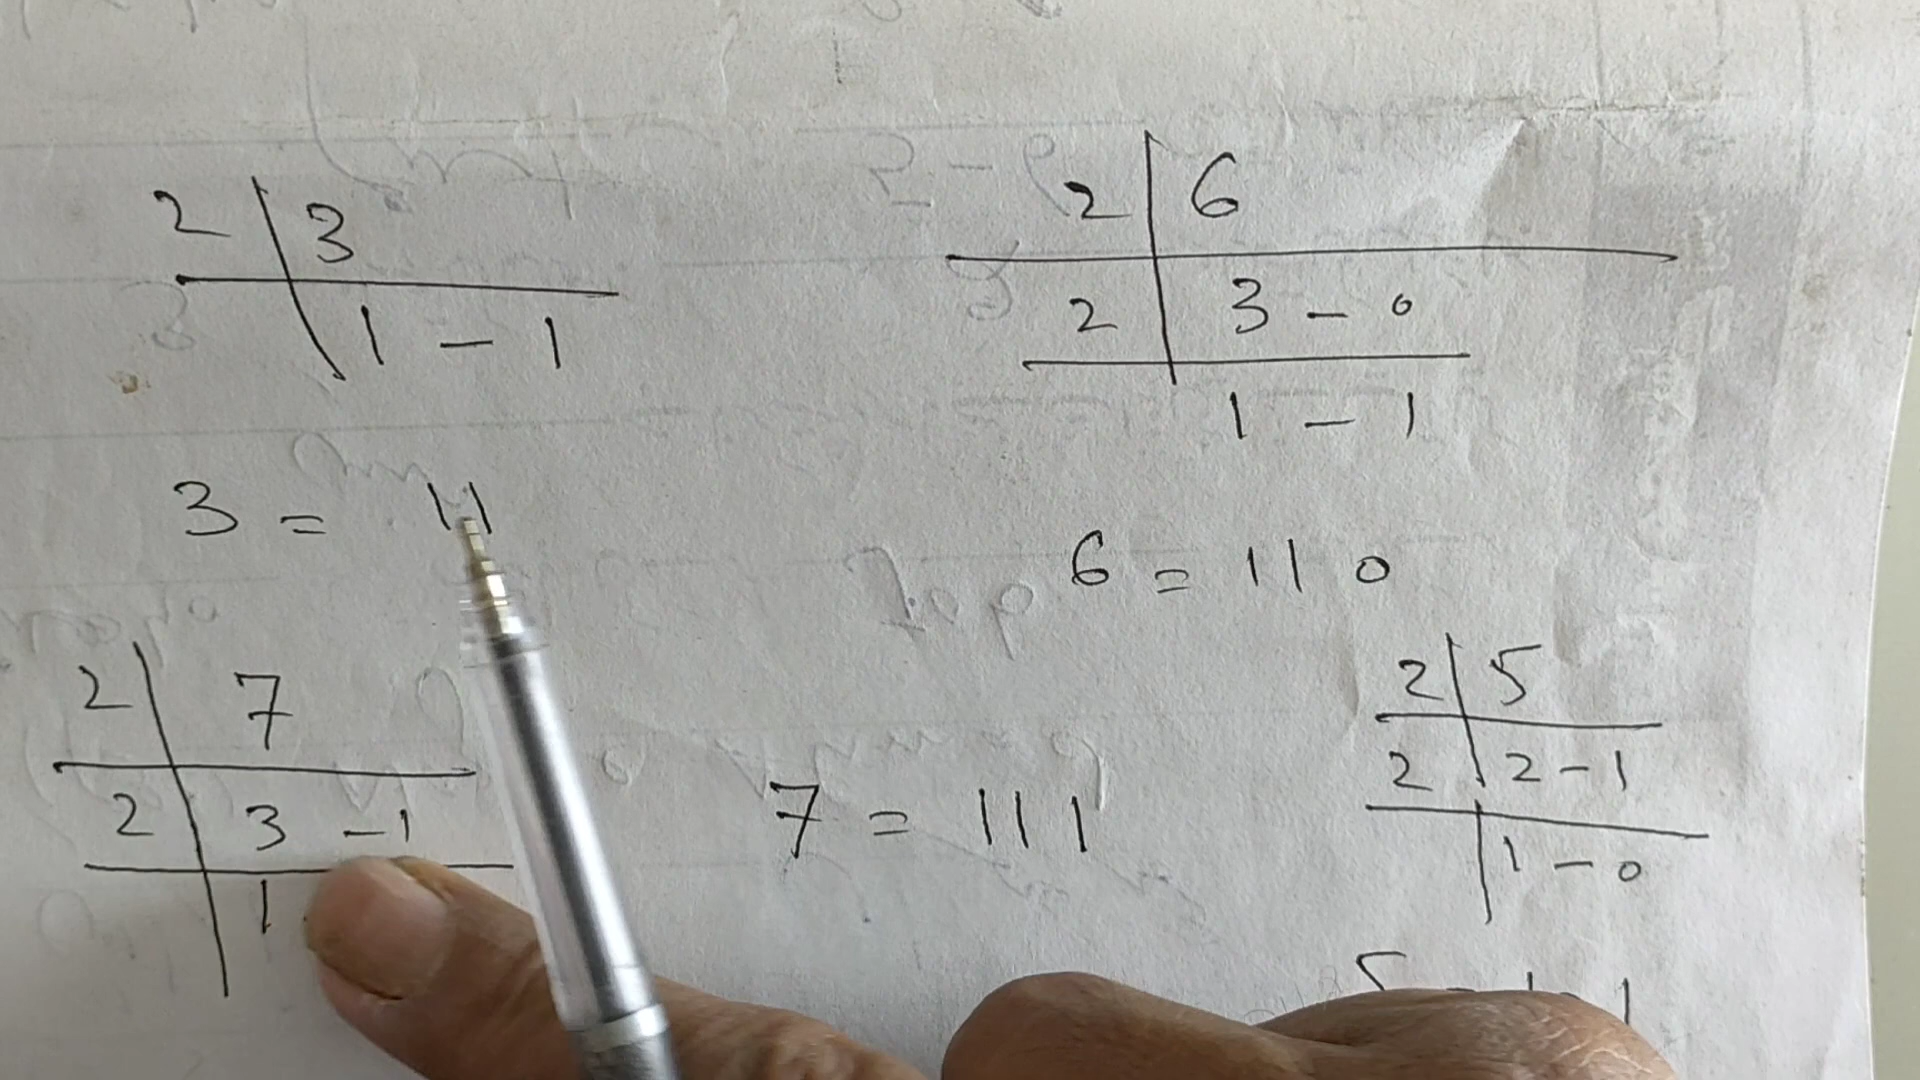 2 | 3
1 - 1
3 = 11
2 | 6
2 | 3 - 0
1 - 1
6 = 110
2 | 7
2 | 3 - 1
1
7 = 111
2 | 5
2 | 2 - 1
1 - 0